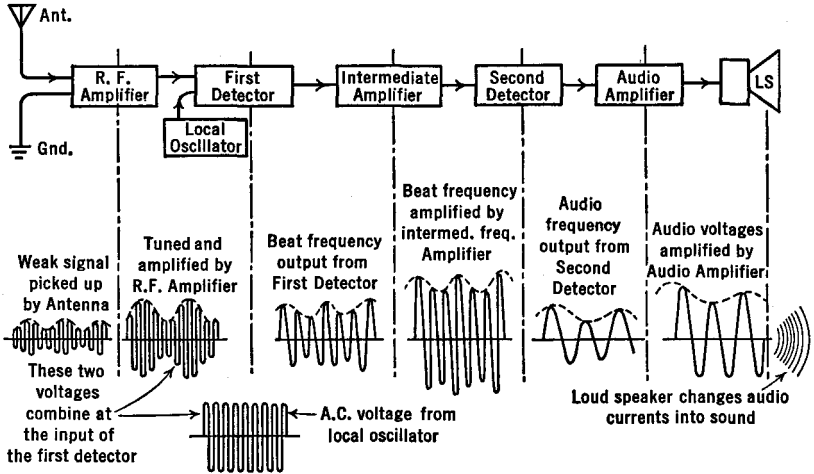 Ant.
R. F.
Amplifier
First
Detector
Intermediate
Amplifier
Second
Detector
Audio
Amplifier
LS
Local
Oscillator
Gnd.
Weak signal
picked up
by Antenna
Tuned and
amplified by
R.F. Amplifier
Beat frequency
output from
First Detector
Beat frequency
amplified by
intermed. freq.
Amplifier
Audio
frequency
output from
Second
Detector
Audio voltages
amplified by
Audio Amplifier
These two
voltages
combine at
the input of
the first detector
A.C. voltage from
local oscillator
Loud speaker changes audio
currents into sound